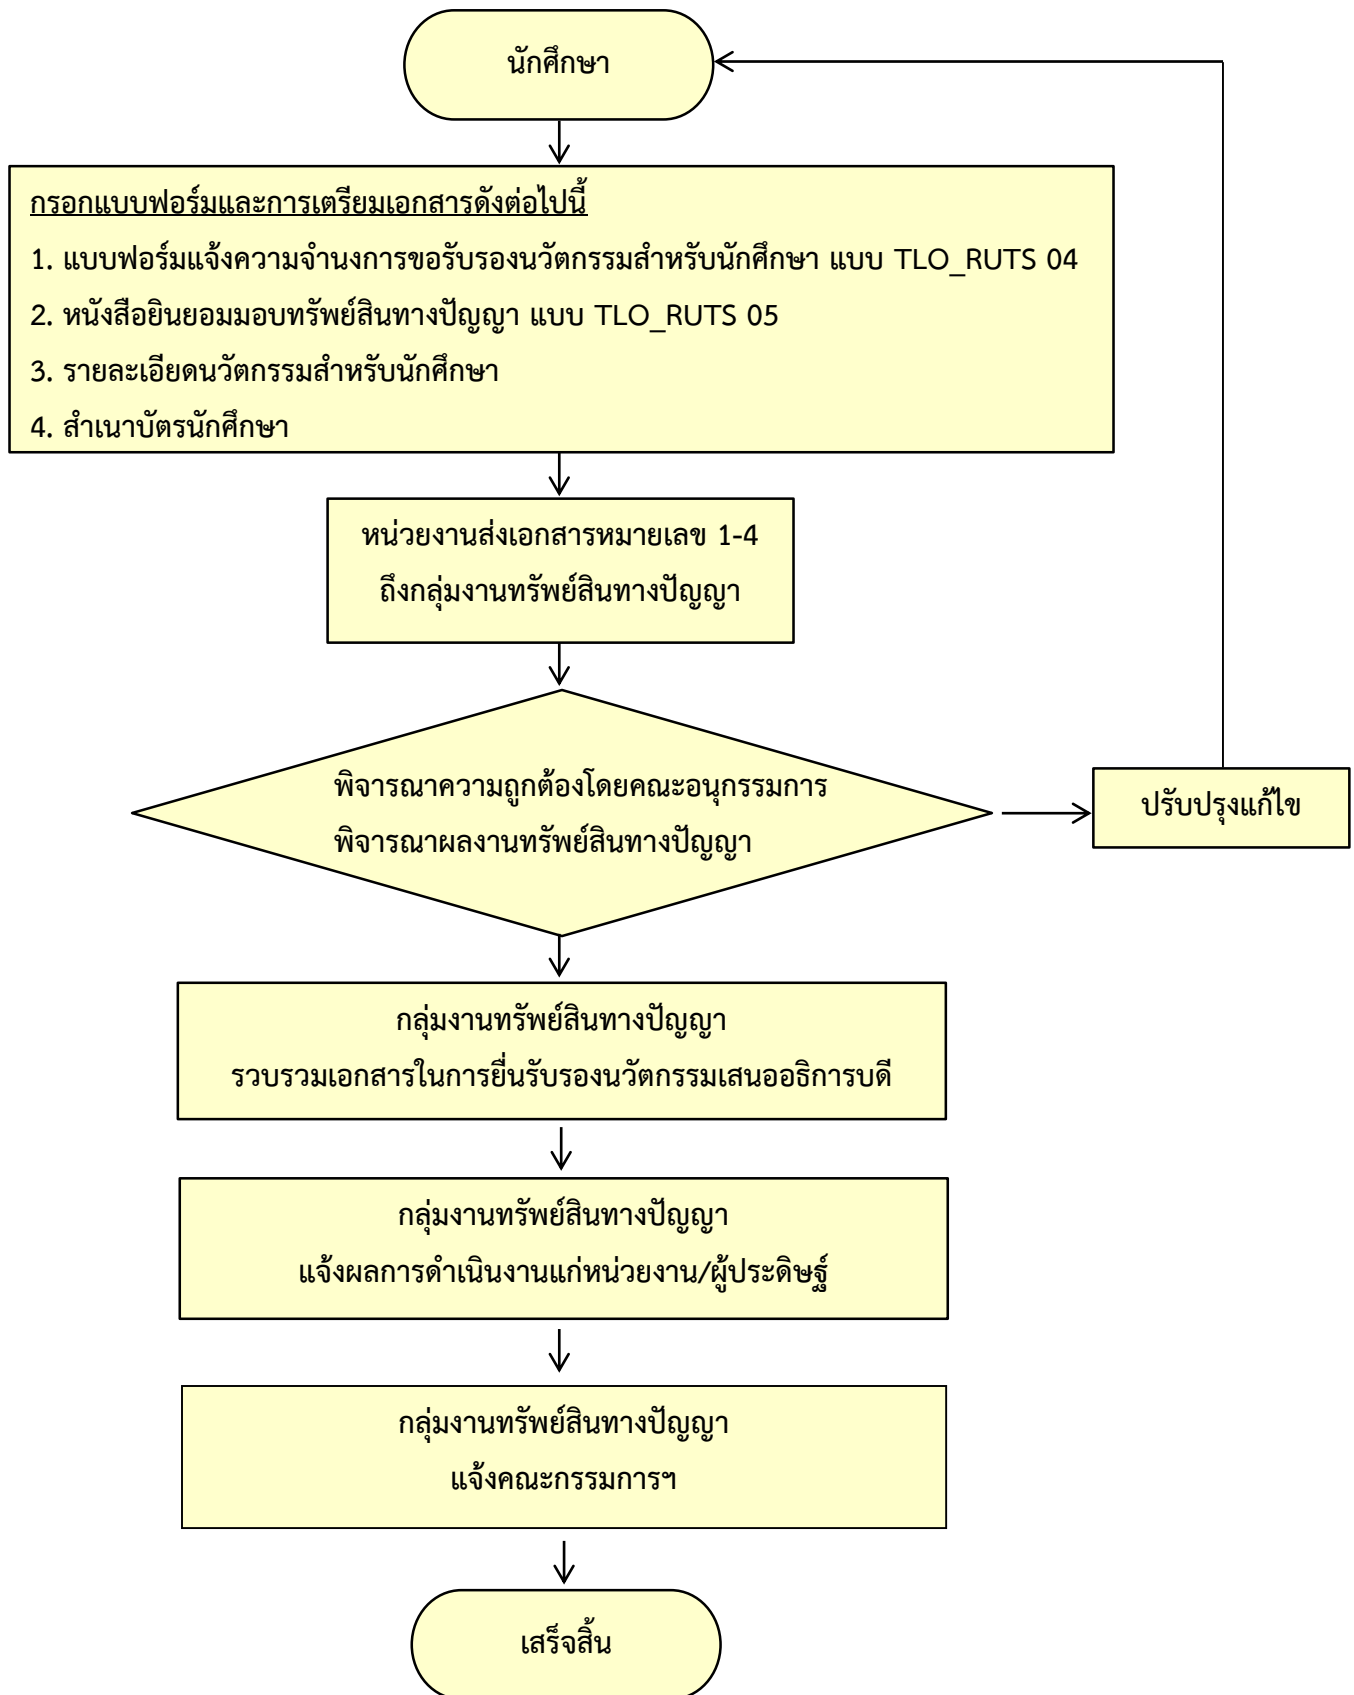 นักศึกษา
กรอกแบบฟอร์มและการเตรียมเอกสารดังต่อไปนี้
1. แบบฟอร์มแจ้งความจำนงการขอรับรองนวัตกรรมสำหรับนักศึกษา แบบ TLO_RUTS 04
2. หนังสือยินยอมมอบทรัพย์สินทางปัญญา แบบ TLO_RUTS 05
3. รายละเอียดนวัตกรรมสำหรับนักศึกษา
4. สำเนาบัตรนักศึกษา
หน่วยงานส่งเอกสารหมายเลข 1-4
ถึงกลุ่มงานทรัพย์สินทางปัญญา
พิจารณาความถูกต้องโดยคณะอนุกรรมการ
พิจารณาผลงานทรัพย์สินทางปัญญา
ปรับปรุงแก้ไข
กลุ่มงานทรัพย์สินทางปัญญา
รวบรวมเอกสารในการยื่นรับรองนวัตกรรมเสนออธิการบดี
กลุ่มงานทรัพย์สินทางปัญญา
แจ้งผลการดำเนินงานแก่หน่วยงาน/ผู้ประดิษฐ์
กลุ่มงานทรัพย์สินทางปัญญา
แจ้งคณะกรรมการฯ
เสร็จสิ้น